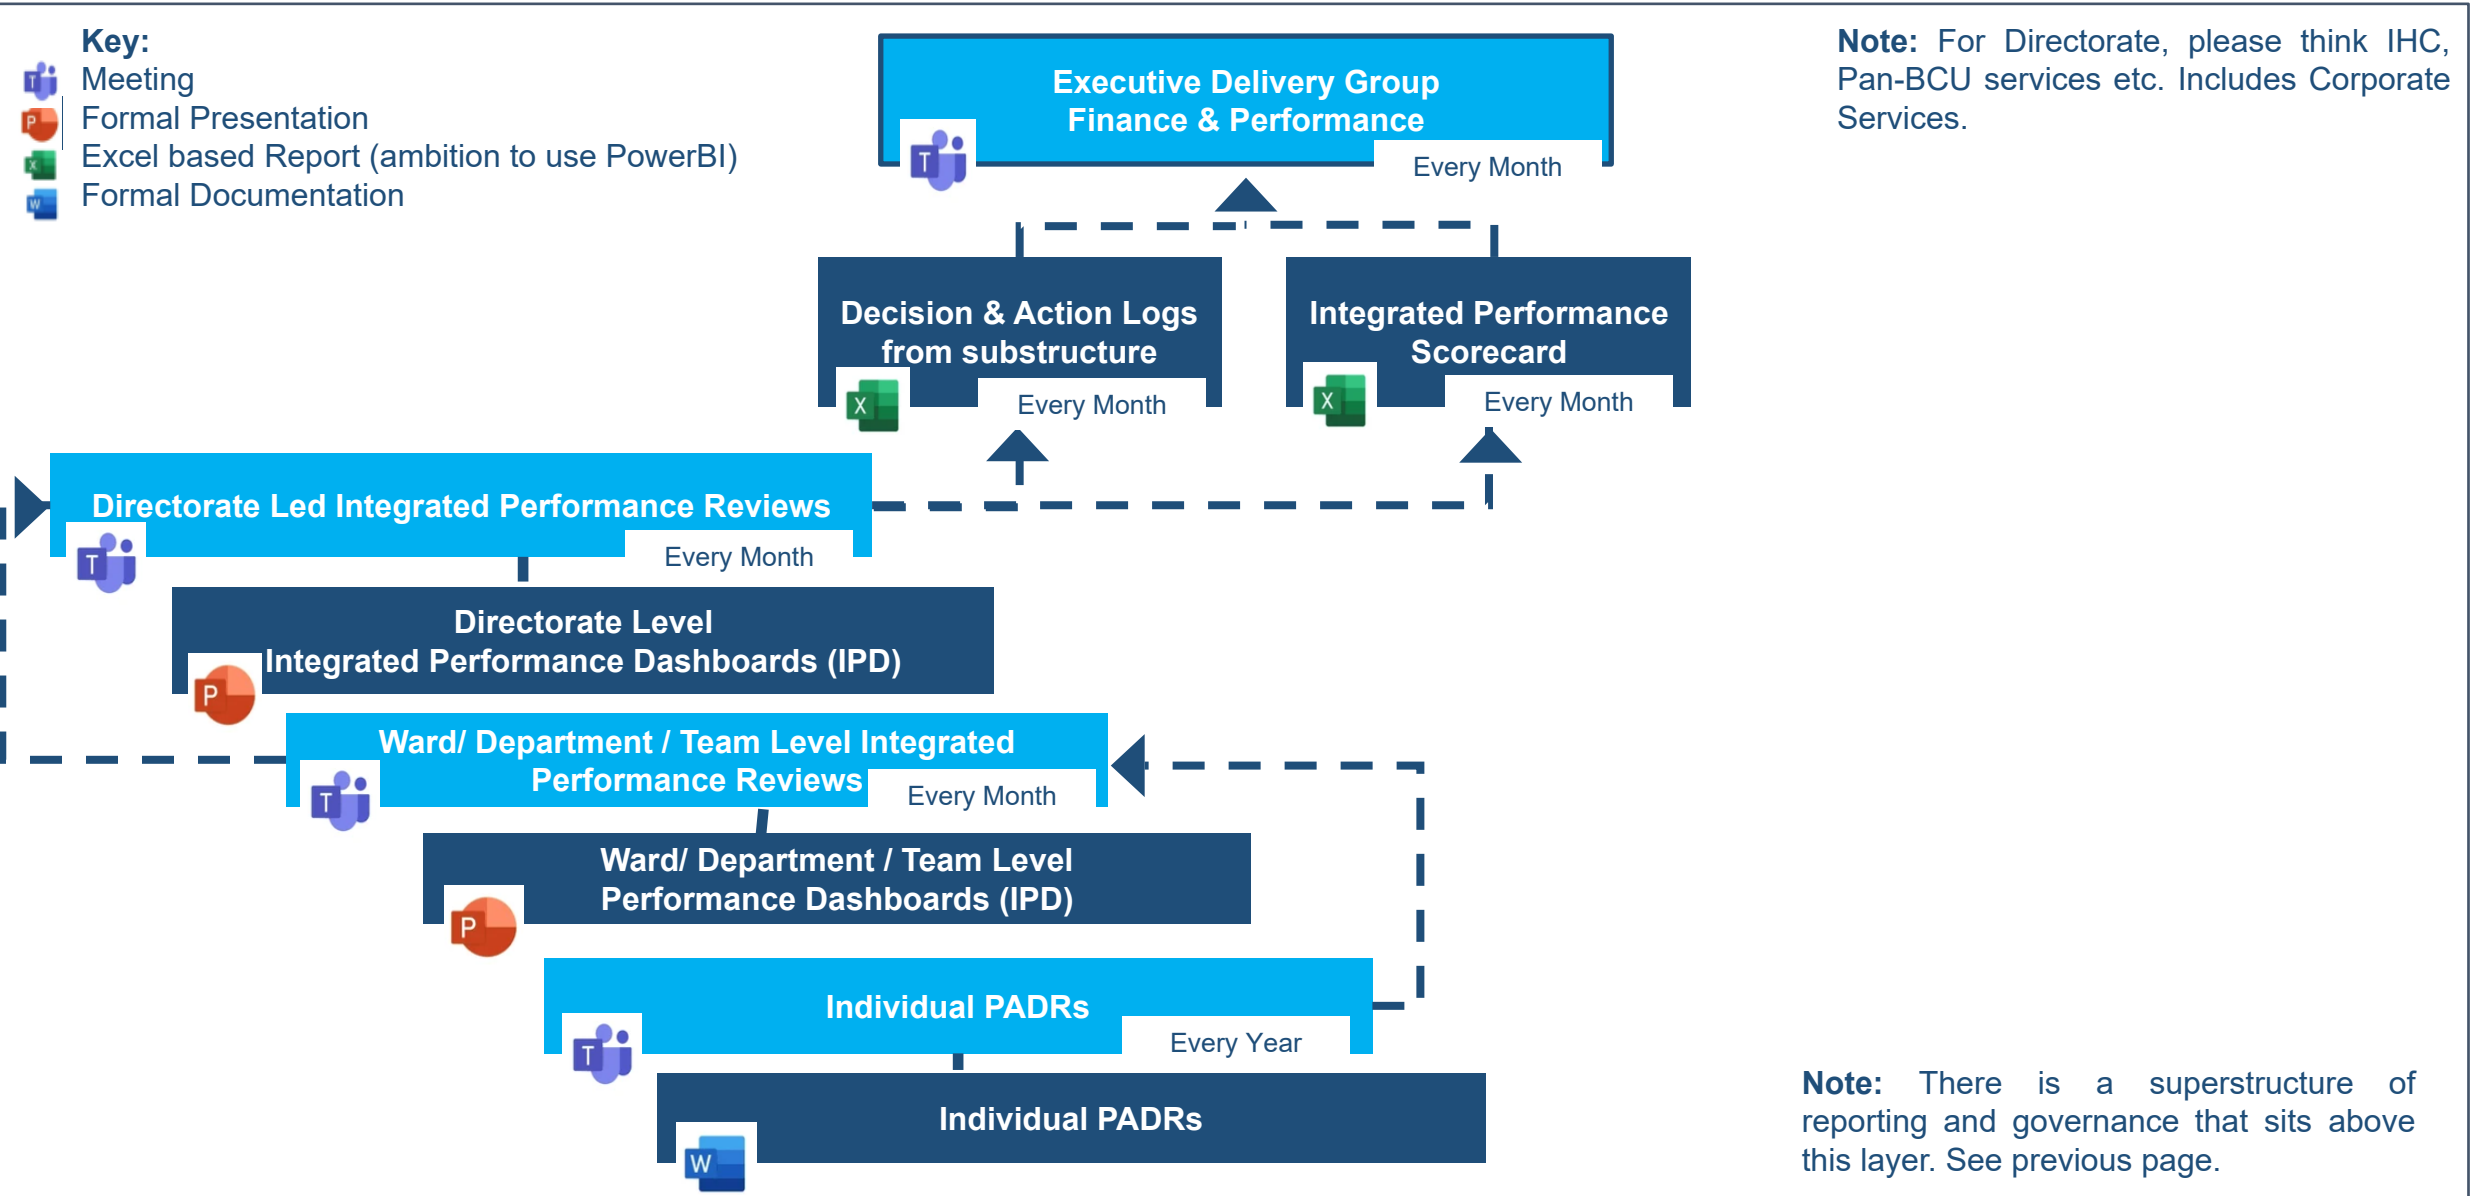 Key:
Meeting
Formal Presentation
Excel based Report (ambition to use PowerBI)
Formal Documentation
Executive Delivery Group
Finance & Performance
Every Month
Note: For Directorate, please think IHC,
Pan-BCU services etc. Includes Corporate
Services.
Decision & Action Logs
from substructure
Every Month
Integrated Performance
Scorecard
Every Month
Directorate Led Integrated Performance Reviews
Every Month
Directorate Level
Integrated Performance Dashboards (IPD)
Ward/ Department / Team Level Integrated
Performance Reviews
Every Month
Ward/ Department / Team Level
Performance Dashboards (IPD)
Individual PADRs
Every Year
Individual PADRs
Note: There is a superstructure of
reporting and governance that sits above
this layer. See previous page.